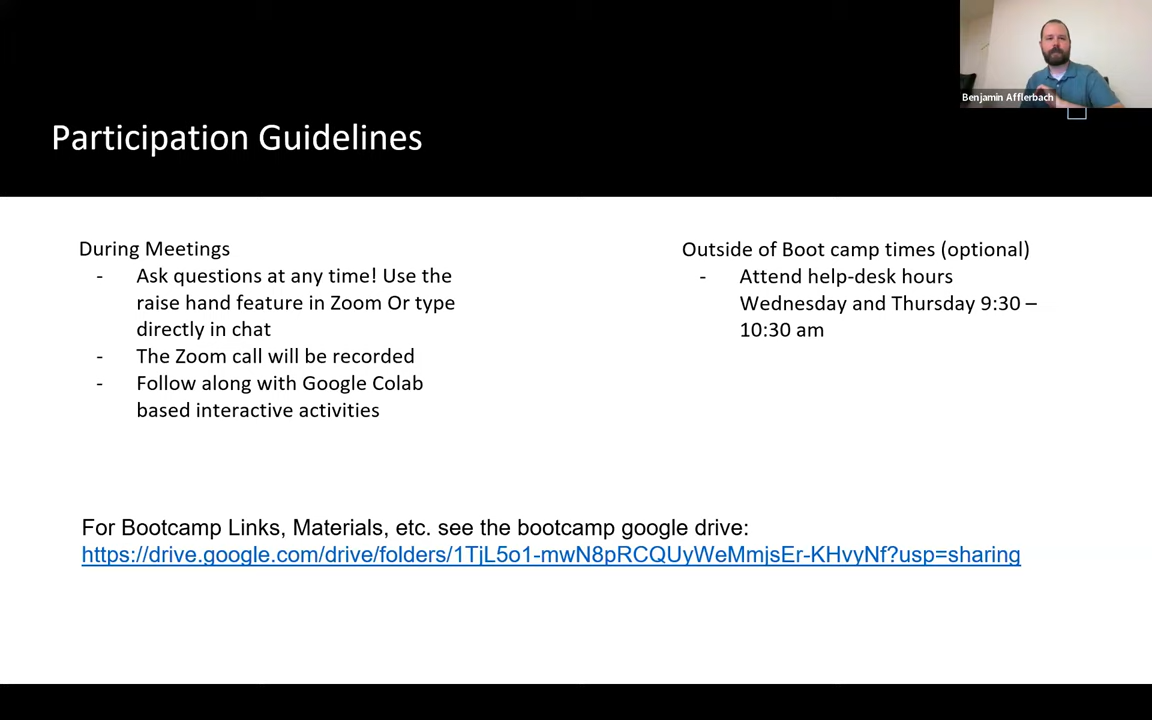 Benjamin Afflerbach
Participation Guidelines
During Meetings
- Ask questions at any time! Use the
raise hand feature in Zoom Or type
directly in chat
- The Zoom call will be recorded
- Follow along with Google Colab
based interactive activities
Outside of Boot camp times (optional)
- Attend help-desk hours
Wednesday and Thursday 9:30 –
10:30 am
For Bootcamp Links, Materials, etc. see the bootcamp google drive:
https://drive.google.com/drive/folders/1TjL5o1-mwN8pRCQUyWeMmjsEr-KHvyNf?usp=sharing